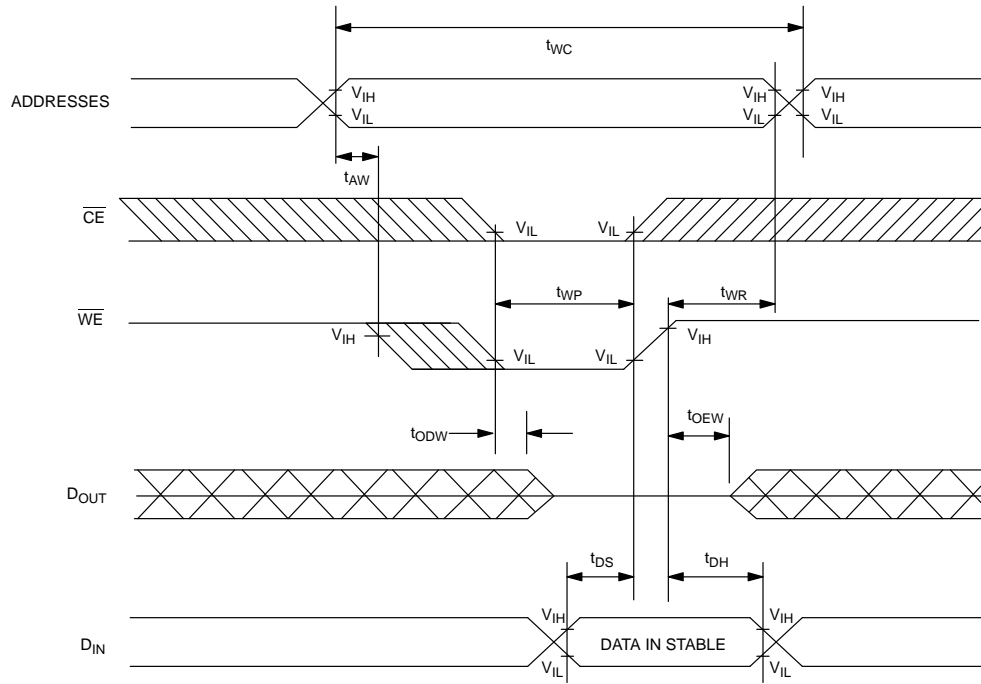 tWC
ADDRESSES
VIH
VIL
VIH
VIL
VIH
VIL
tAW
CE
VIL
VIL
tWP
tWR
WE
VIH
VIL
VIL
VIH
tODW
tOEW
DOUT
tDS
tDH
DIN
VIH
VIL
DATA IN STABLE
VIH
VIL